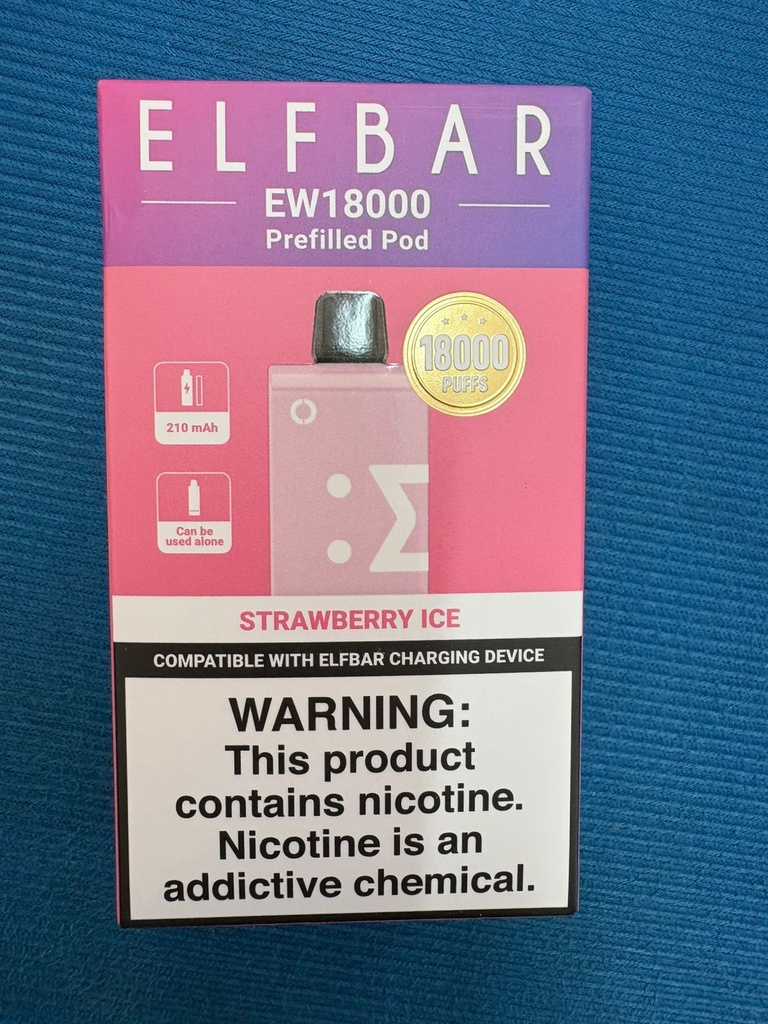 ELFBAR
EW18000
Prefilled Pod
18000
PUFFS
210 mAh
Can be
used alone
STRAWBERRY ICE
COMPATIBLE WITH ELFBAR CHARGING DEVICE
WARNING:
This product
contains nicotine.
Nicotine is an
addictive chemical.